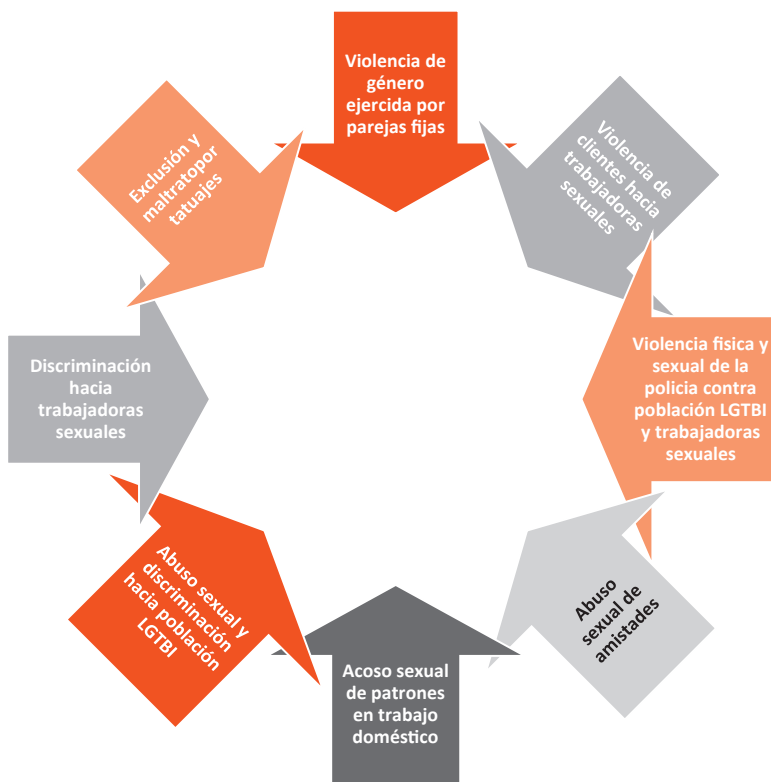 Violencia de
género
ejercida por
parejas fijas
Violencia de
clientes hacia
trabajadoras
sexuales
Violencia fisica y
sexual de la
policia contra
población LGTBI
y trabajadoras
sexuales
Abuso
sexual de
amistades
Acoso sexual
de patrones
en trabajo
doméstico
Abuso sexual y
discriminación
hacia población
LGTBI
Discriminación
hacia
trabajadoras
sexuales
Exclusión y
maltratopor
tatuajes